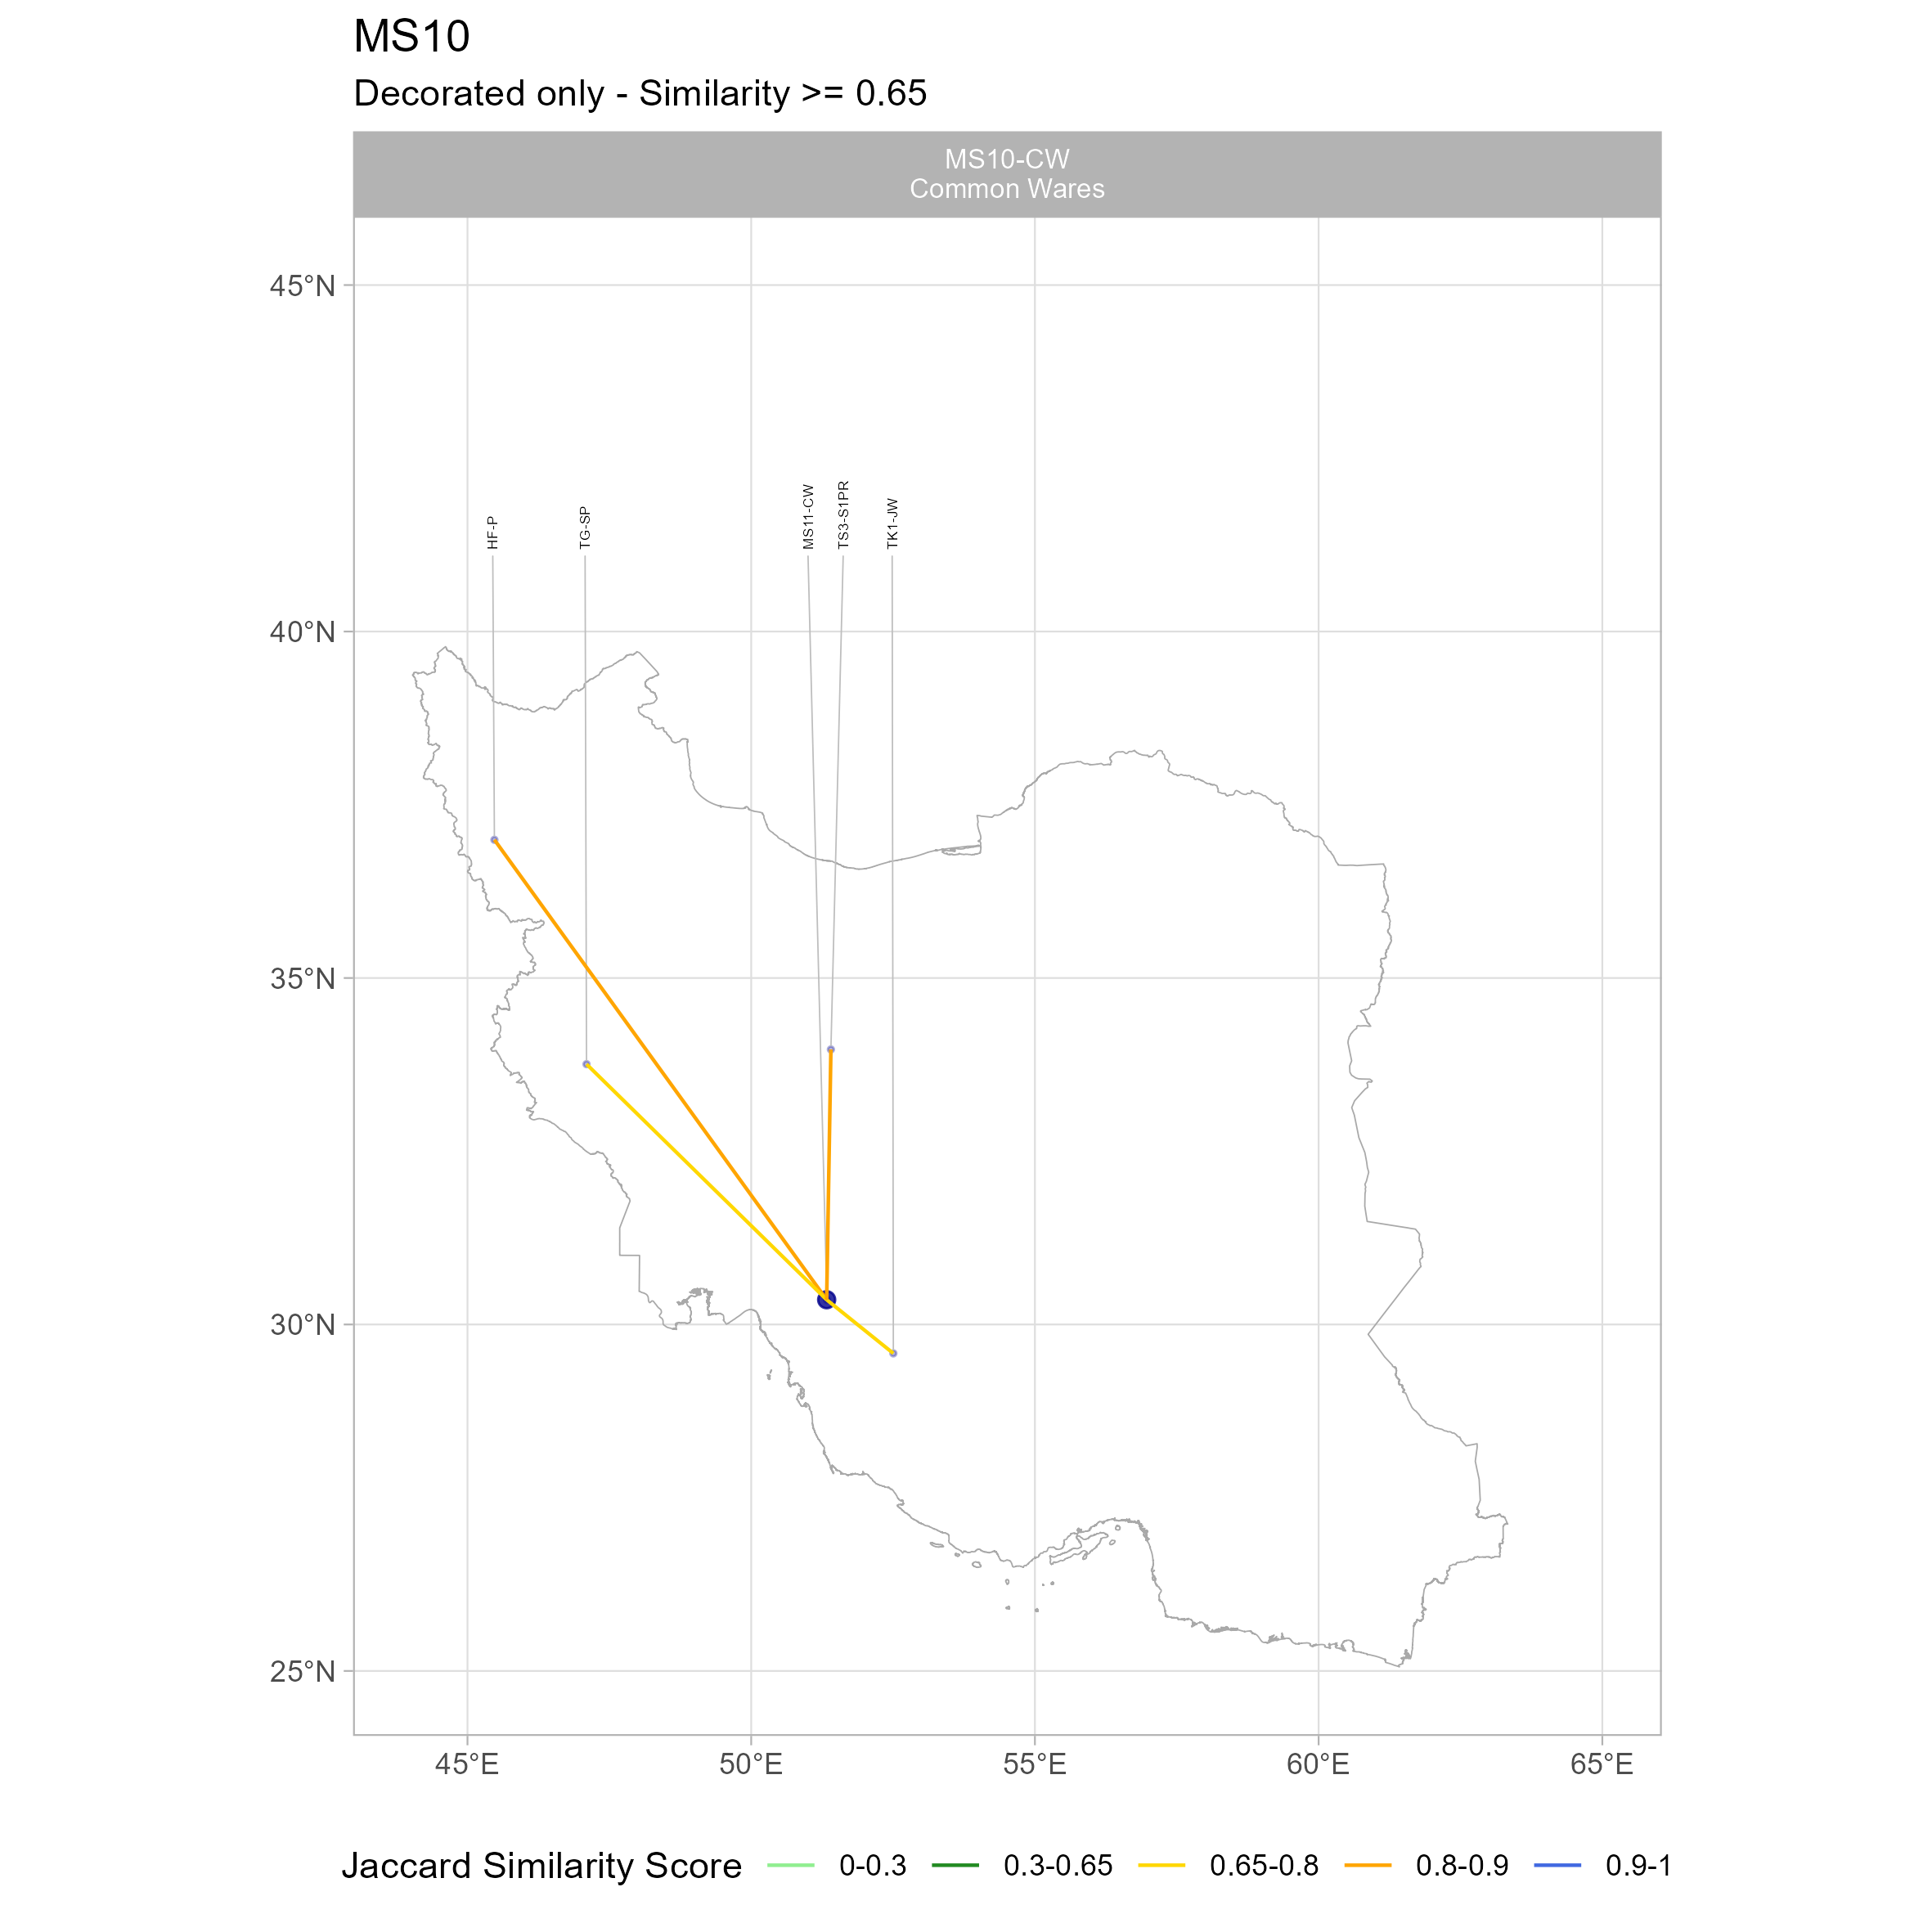 MS10
Decorated only - Similarity >= 0.65
MS10-CW
Common Wares
45°N
40°N
35°N
30°N
25°N
HF-P
TG-SP
MS11-CW
TS3-S1PR
TK1-JW
45°E
50°E
55°E
60°E
65°E
Jaccard Similarity Score 0-0.3 0.3-0.65 0.65-0.8 0.8-0.9 0.9-1